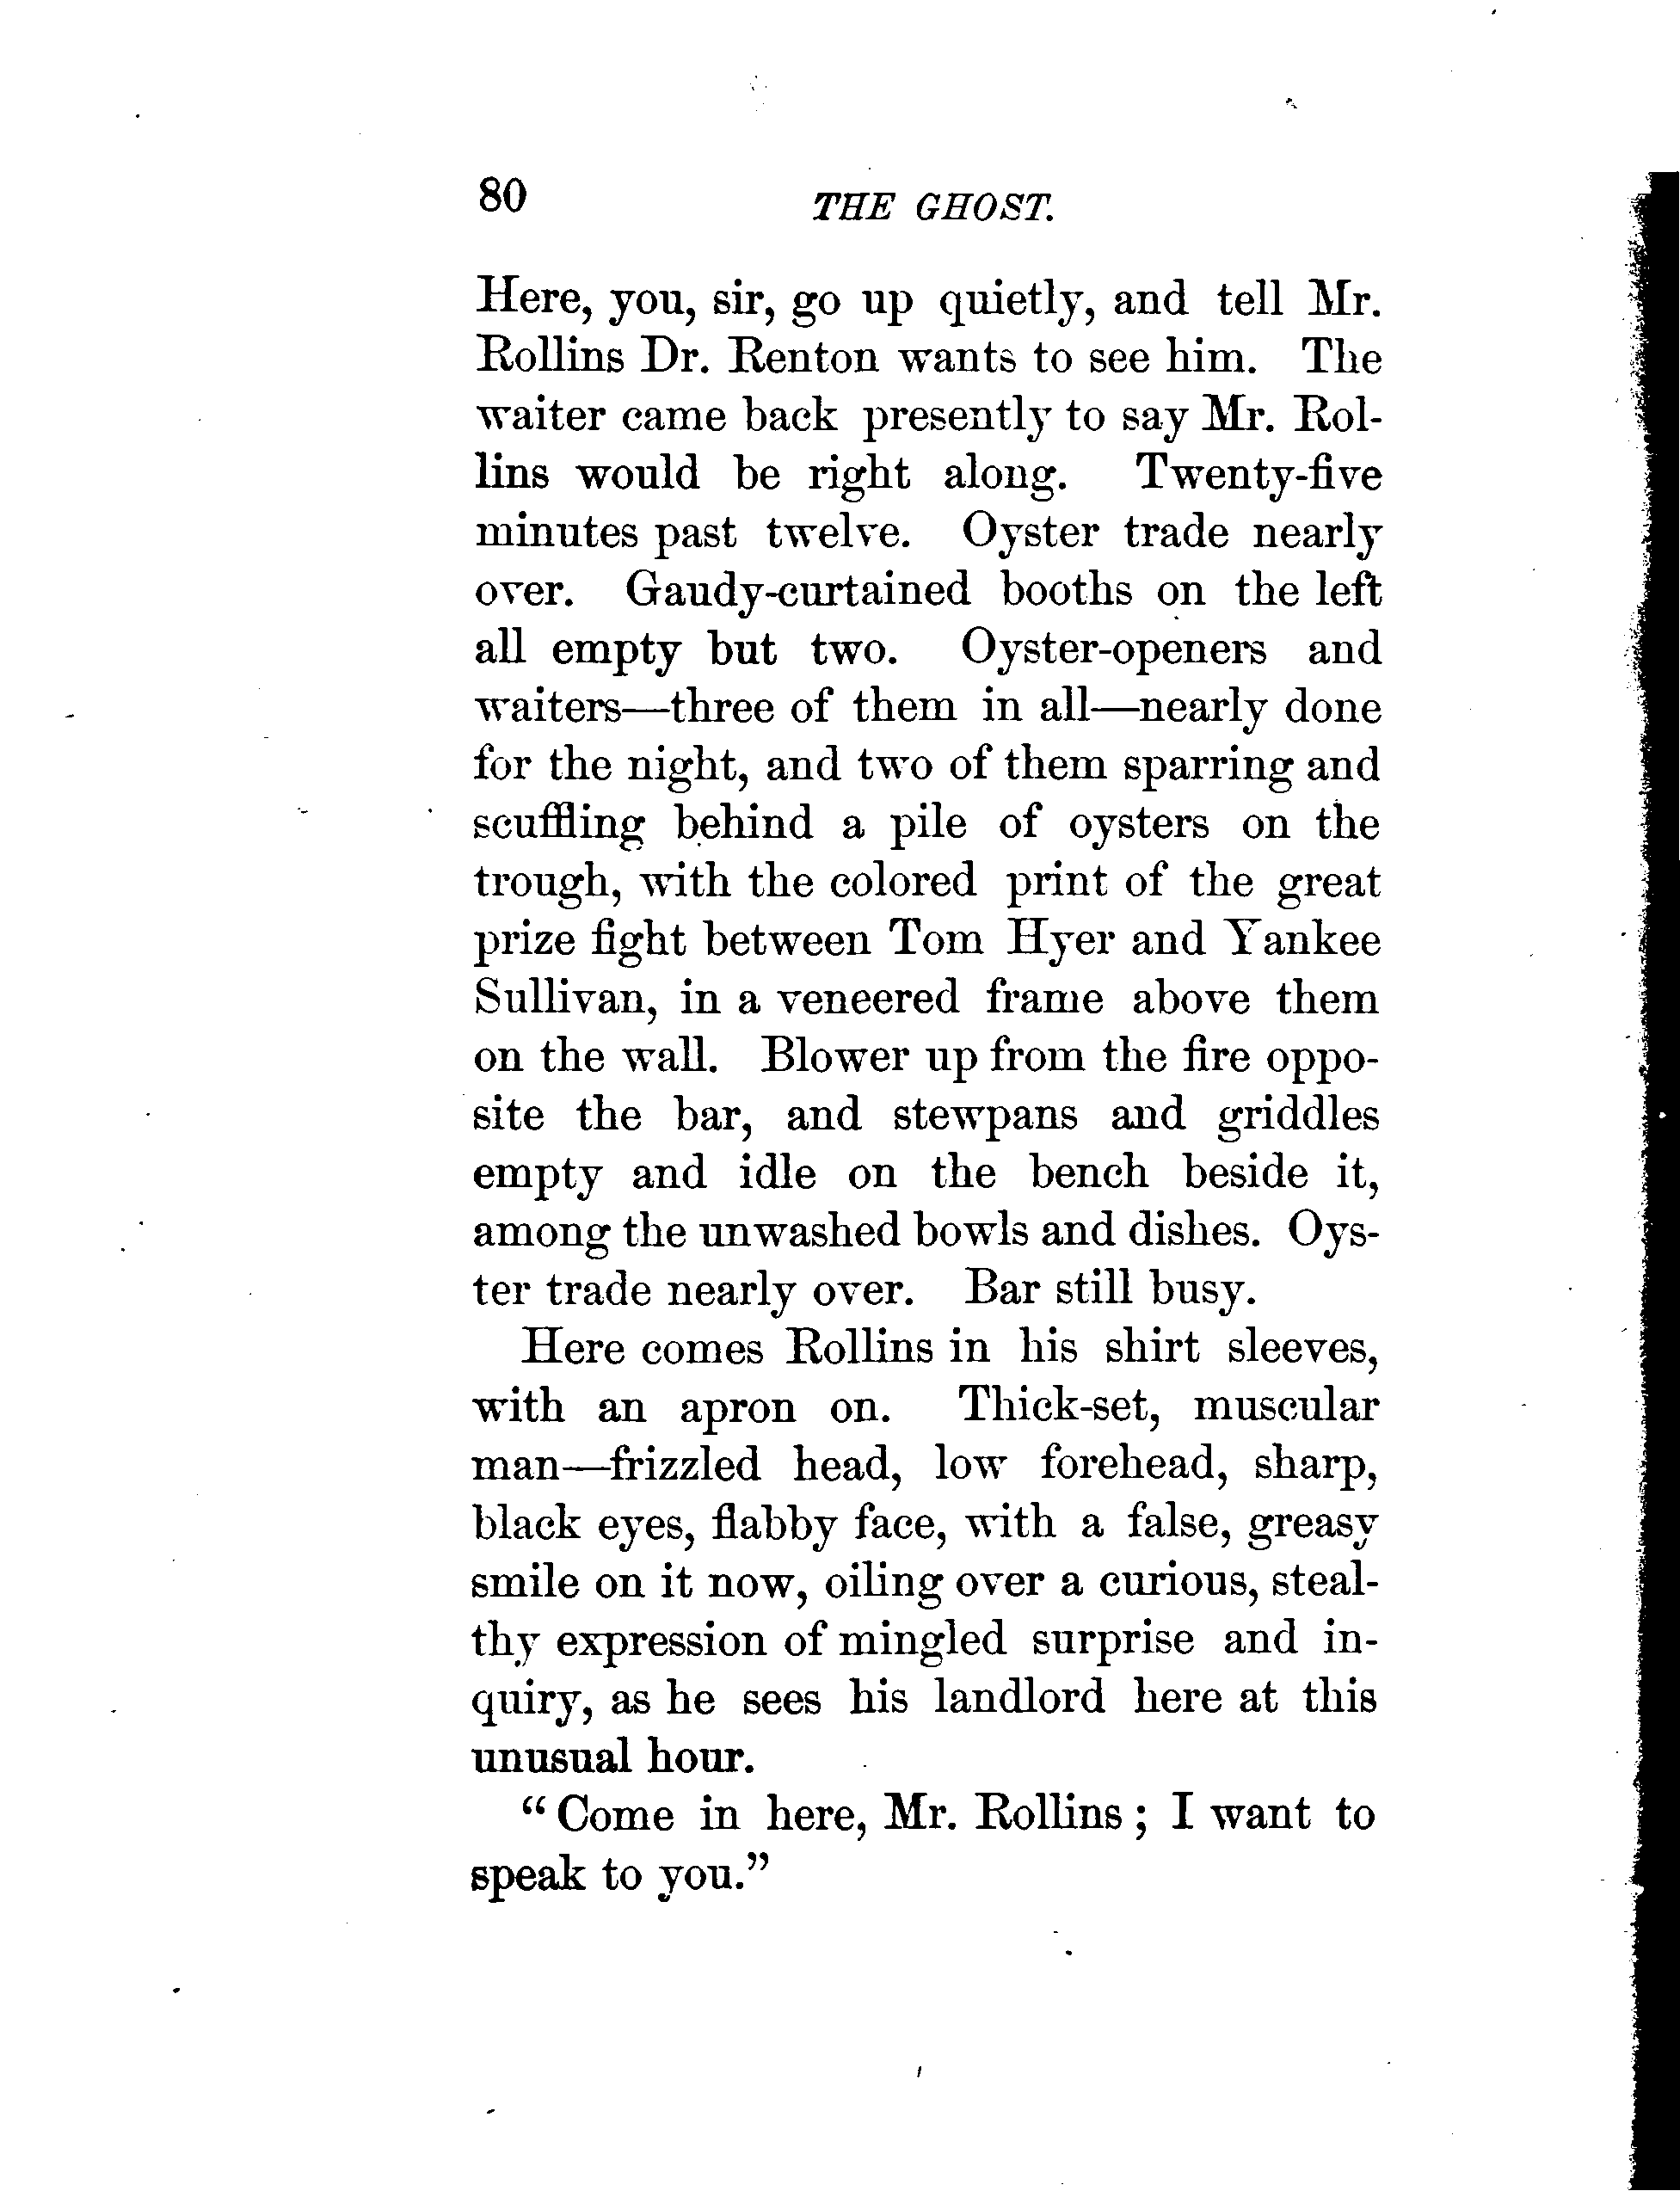 80
THE GHOST.
Here, you, sir, go up quietly, and tell Mr.
Rollins Dr. Renton wants to see him. The
waiter came back presently to say Mr. Rol-
lins would be right along. Twenty-five
minutes past twelve. Oyster trade nearly
over. Gaudy-curtained booths on the left
all empty but two. Oyster-openers and
waiters—three of them in all—nearly done
for the night, and two of them sparring and
scuffling behind a pile of oysters on the
trough, with the colored print of the great
prize fight between Tom Hyer and Yankee
Sullivan, in a veneered frame above them
on the wall. Blower up from the fire oppo-
site the bar, and stewpans and griddles
empty and idle on the bench beside it,
among the unwashed bowls and dishes. Oys-
ter trade nearly over. Bar still busy.
Here comes Rollins in his shirt sleeves,
with an apron on. Thick-set, muscular
man—frizzled head, low forehead, sharp,
black eyes, flabby face, with a false, greasy
smile on it now, oiling over a curious, steal-
thy expression of mingled surprise and in-
quiry, as he sees his landlord here at this
unusual hour.
"Come in here, Mr. Rollins; I want to
speak to you."